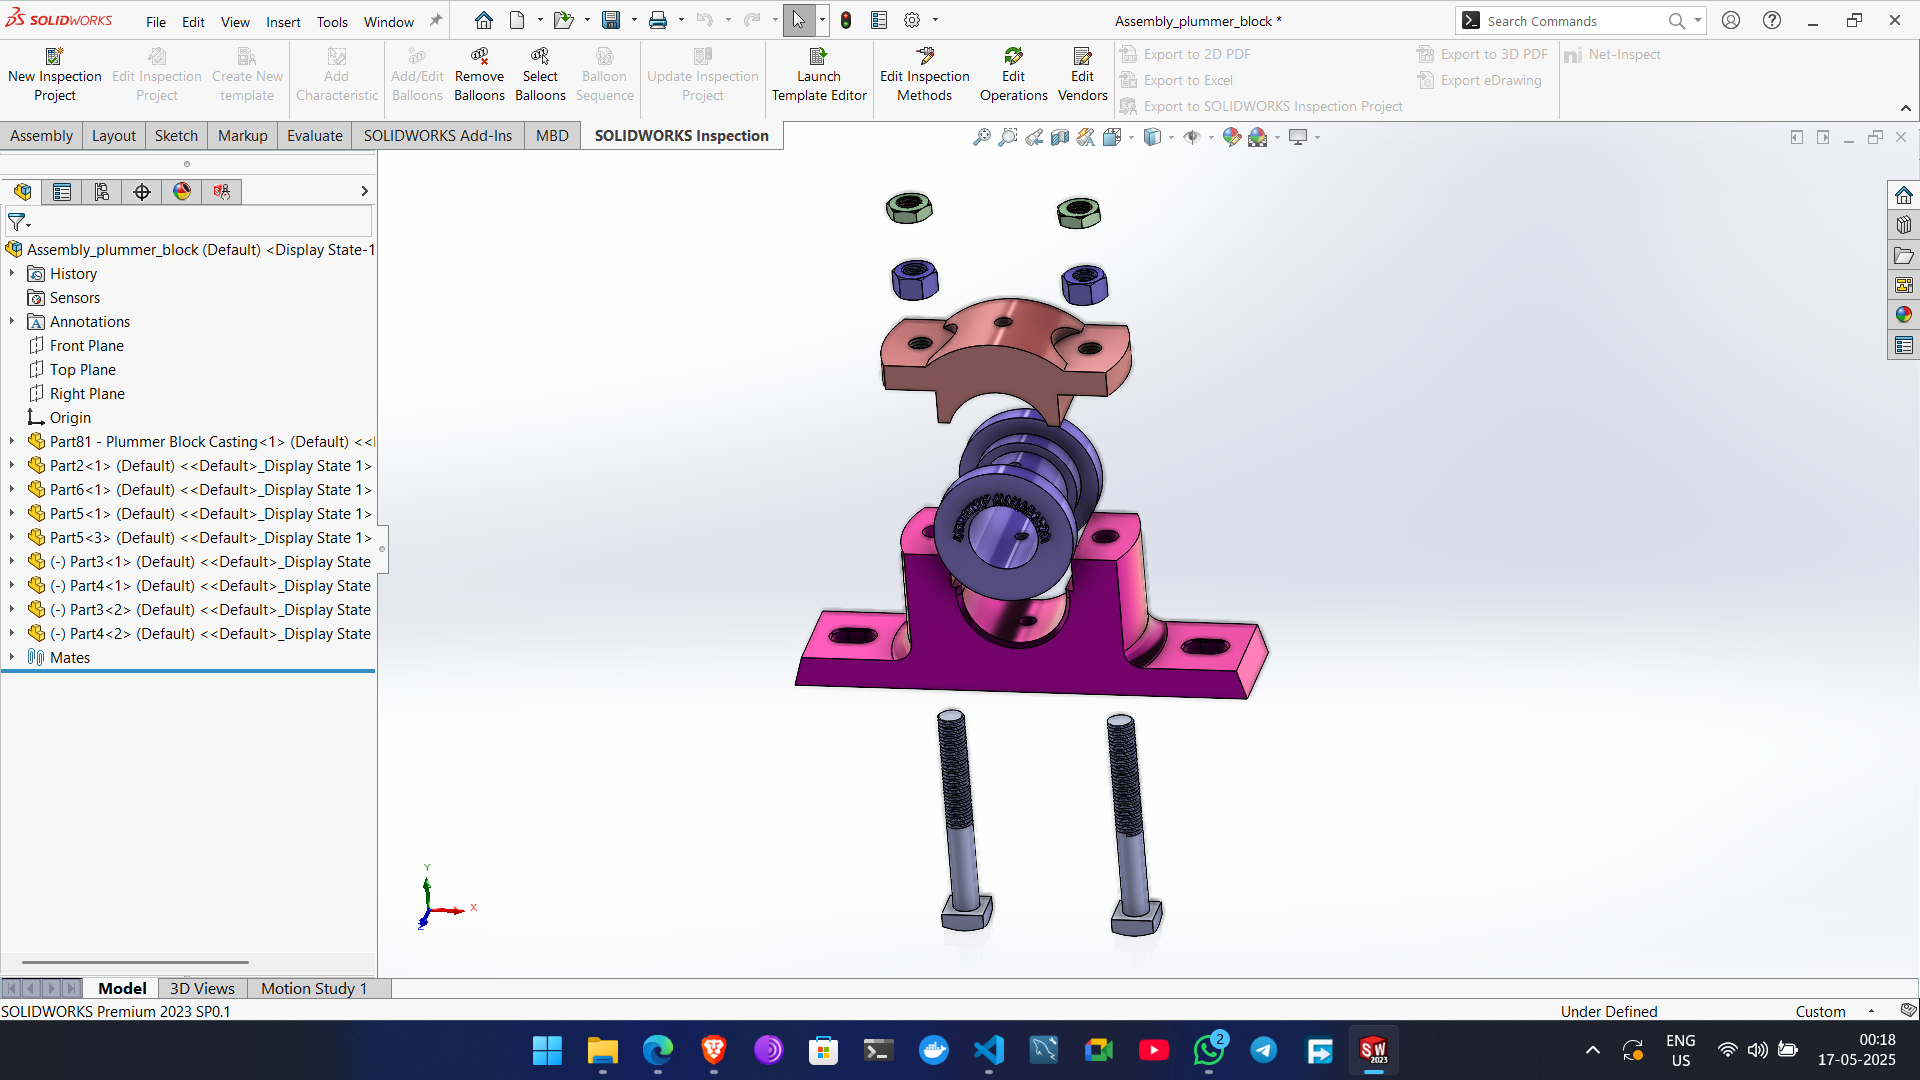 SOLIDWORKS File Edit View Insert Tools Window Assembly_plummer_block * Search Commands
New Inspection Project
Edit Inspection Project
Create New template
Add Characteristic
Add/Edit Balloons
Remove Balloons
Select Balloons
Balloon Sequence
Update Inspection Project
Launch Template Editor
Edit Inspection Methods
Edit Operations
Edit Vendors
Export to 2D PDF
Export to Excel
Export to SOLIDWORKS Inspection Project
Export to 3D PDF
Export eDrawing
Net-Inspect
Assembly Layout Sketch Markup Evaluate SOLIDWORKS Add-Ins MBD SOLIDWORKS Inspection
Assembly_plummer_block (Default) <Display State-1
History
Sensors
Annotations
Front Plane
Top Plane
Right Plane
Origin
Part81 - Plummer Block Casting<1> (Default) <<
Part2<1> (Default) <<Default>_Display State 1>
Part6<1> (Default) <<Default>_Display State 1>
Part5<1> (Default) <<Default>_Display State 1>
Part5<3> (Default) <<Default>_Display State 1>
(-) Part3<1> (Default) <<Default>_Display State
(-) Part4<1> (Default) <<Default>_Display State
(-) Part3<2> (Default) <<Default>_Display State
(-) Part4<2> (Default) <<Default>_Display State
Mates
Y
X
Z
Model 3D Views Motion Study 1
SOLIDWORKS Premium 2023 SP0.1 Under Defined Custom
2
SW
2023
ENG
US
00:18
17-05-2025